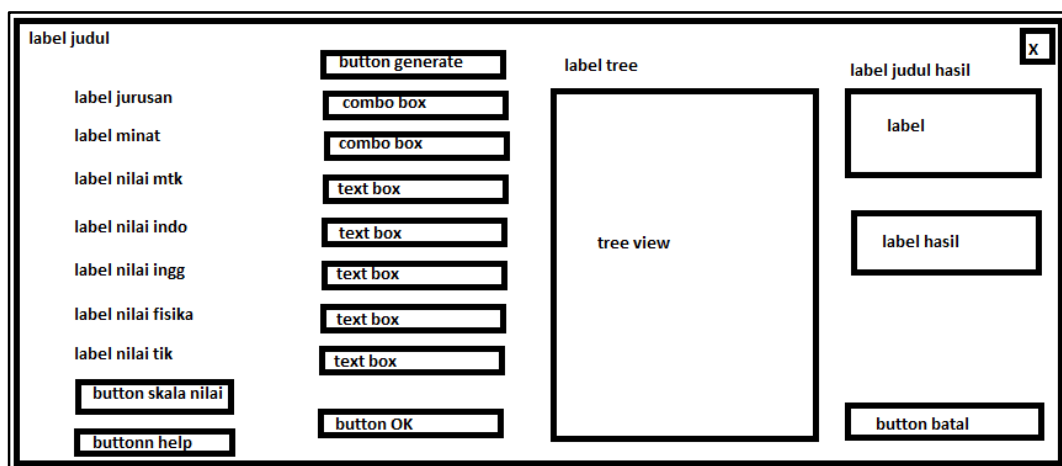 label judul
X
button generate
label tree
label judul hasil
label jurusan
combo box
label
label minat
combo box
label nilai mtk
text box
label nilai indo
text box
tree view
label hasil
label nilai ingg
text box
label nilai fisika
text box
label nilai tik
text box
button skala nilai
button OK
button batal
buttonn help